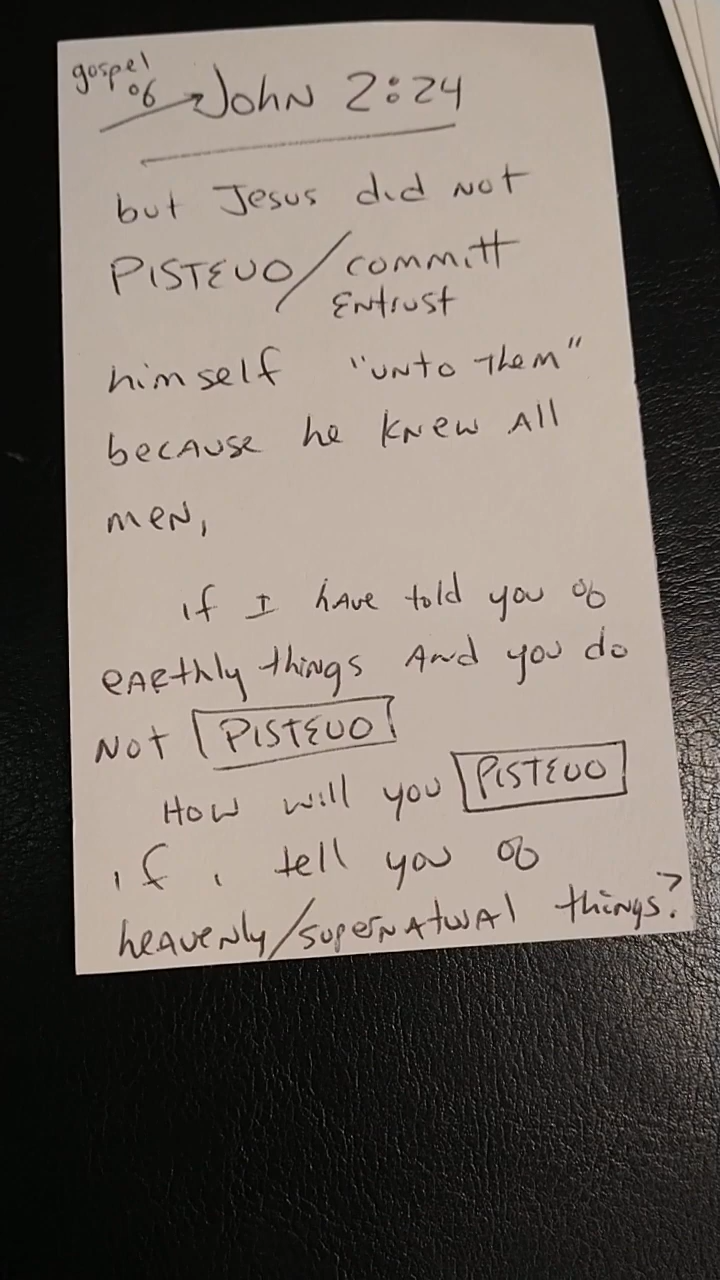 gospel
of John 2:24
but Jesus did not
PISTEUO/committ
Entrust
himself "unto them"
because he knew All
men,
if I have told you of
earthly things And you do
not PISTEUO
How will you PISTEUO
if i tell you of
heavenly/supernatural things?